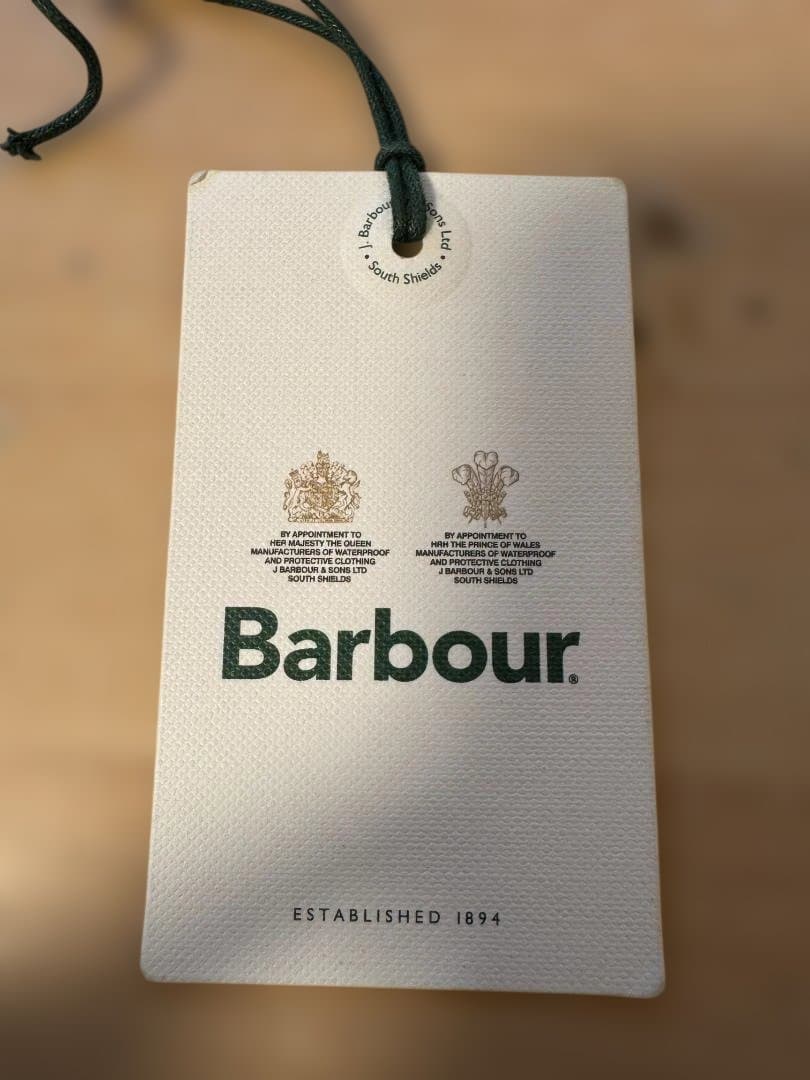 J. Barbour Sons Ltd
• South Shields •
BY APPOINTMENT TO
HER MAJESTY THE QUEEN
MANUFACTURERS OF WATERPROOF
AND PROTECTIVE CLOTHING
J BARBOUR & SONS LTD
SOUTH SHIELDS
BY APPOINTMENT TO
HRH THE PRINCE OF WALES
MANUFACTURERS OF WATERPROOF
AND PROTECTIVE CLOTHING
J BARBOUR & SONS LTD
SOUTH SHIELDS
Barbour®
ESTABLISHED 1894